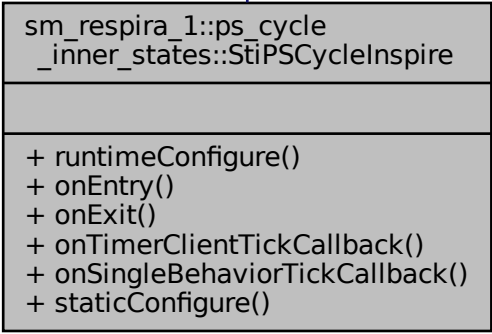 sm_respira_1::ps_cycle
_inner_states::StiPSCycleInspire
+ runtimeConfigure()
+ onEntry()
+ onExit()
+ onTimerClientTickCallback()
+ onSingleBehaviorTickCallback()
+ staticConfigure()